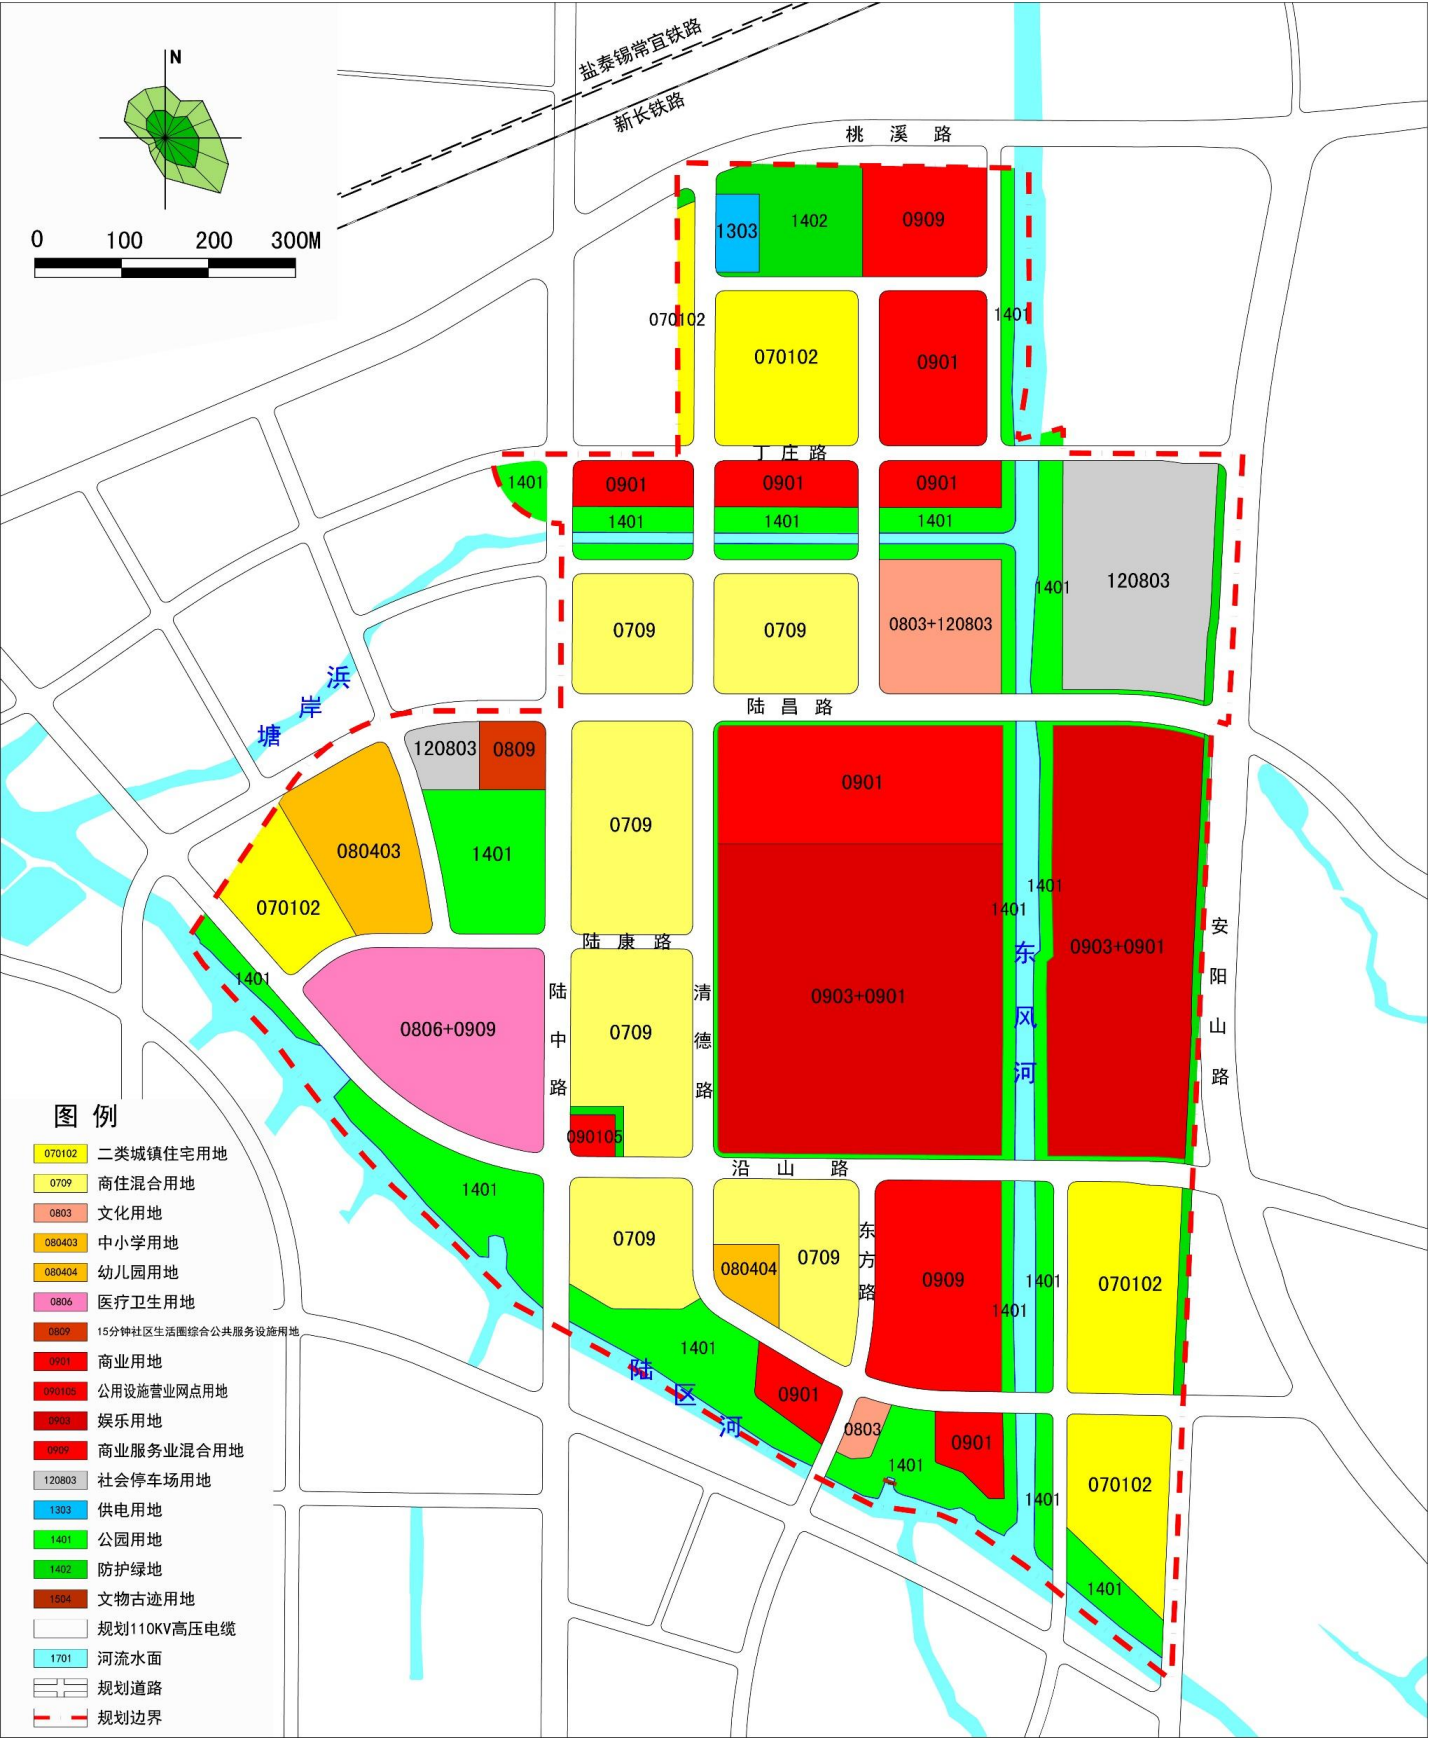 盐泰锡常宜铁路
新长铁路
N
0 100 200 300M
桃溪路
1303
1402
0909
070102
070102
0901
1401
丁庄路
1401
0901
0901
0901
1401
1401
1401
1401
120803
0709
0709
0803+120803
陆昌路
浜岸塘
120803
0809
080403
1401
070102
0709
0901
1401
1401
0903+0901
0903+0901
东风河
安阳山路
陆康路
1401
0806+0909
陆中路
0709
清德路
090105
沿山路
1401
0709
080404
0709
东方路
0909
1401
1401
070102
1401
陆区河
0901
0803
1401
0901
1401
070102
1401
图例
070102 二类城镇住宅用地
0709 商住混合用地
0803 文化用地
080403 中小学用地
080404 幼儿园用地
0806 医疗卫生用地
0809 15分钟社区生活圈综合公共服务设施用地
0901 商业用地
090105 公用设施营业网点用地
0903 娱乐用地
0909 商业服务业混合用地
120803 社会停车场用地
1303 供电用地
1401 公园用地
1402 防护绿地
1504 文物古迹用地
规划110KV高压电缆
1701 河流水面
规划道路
规划边界